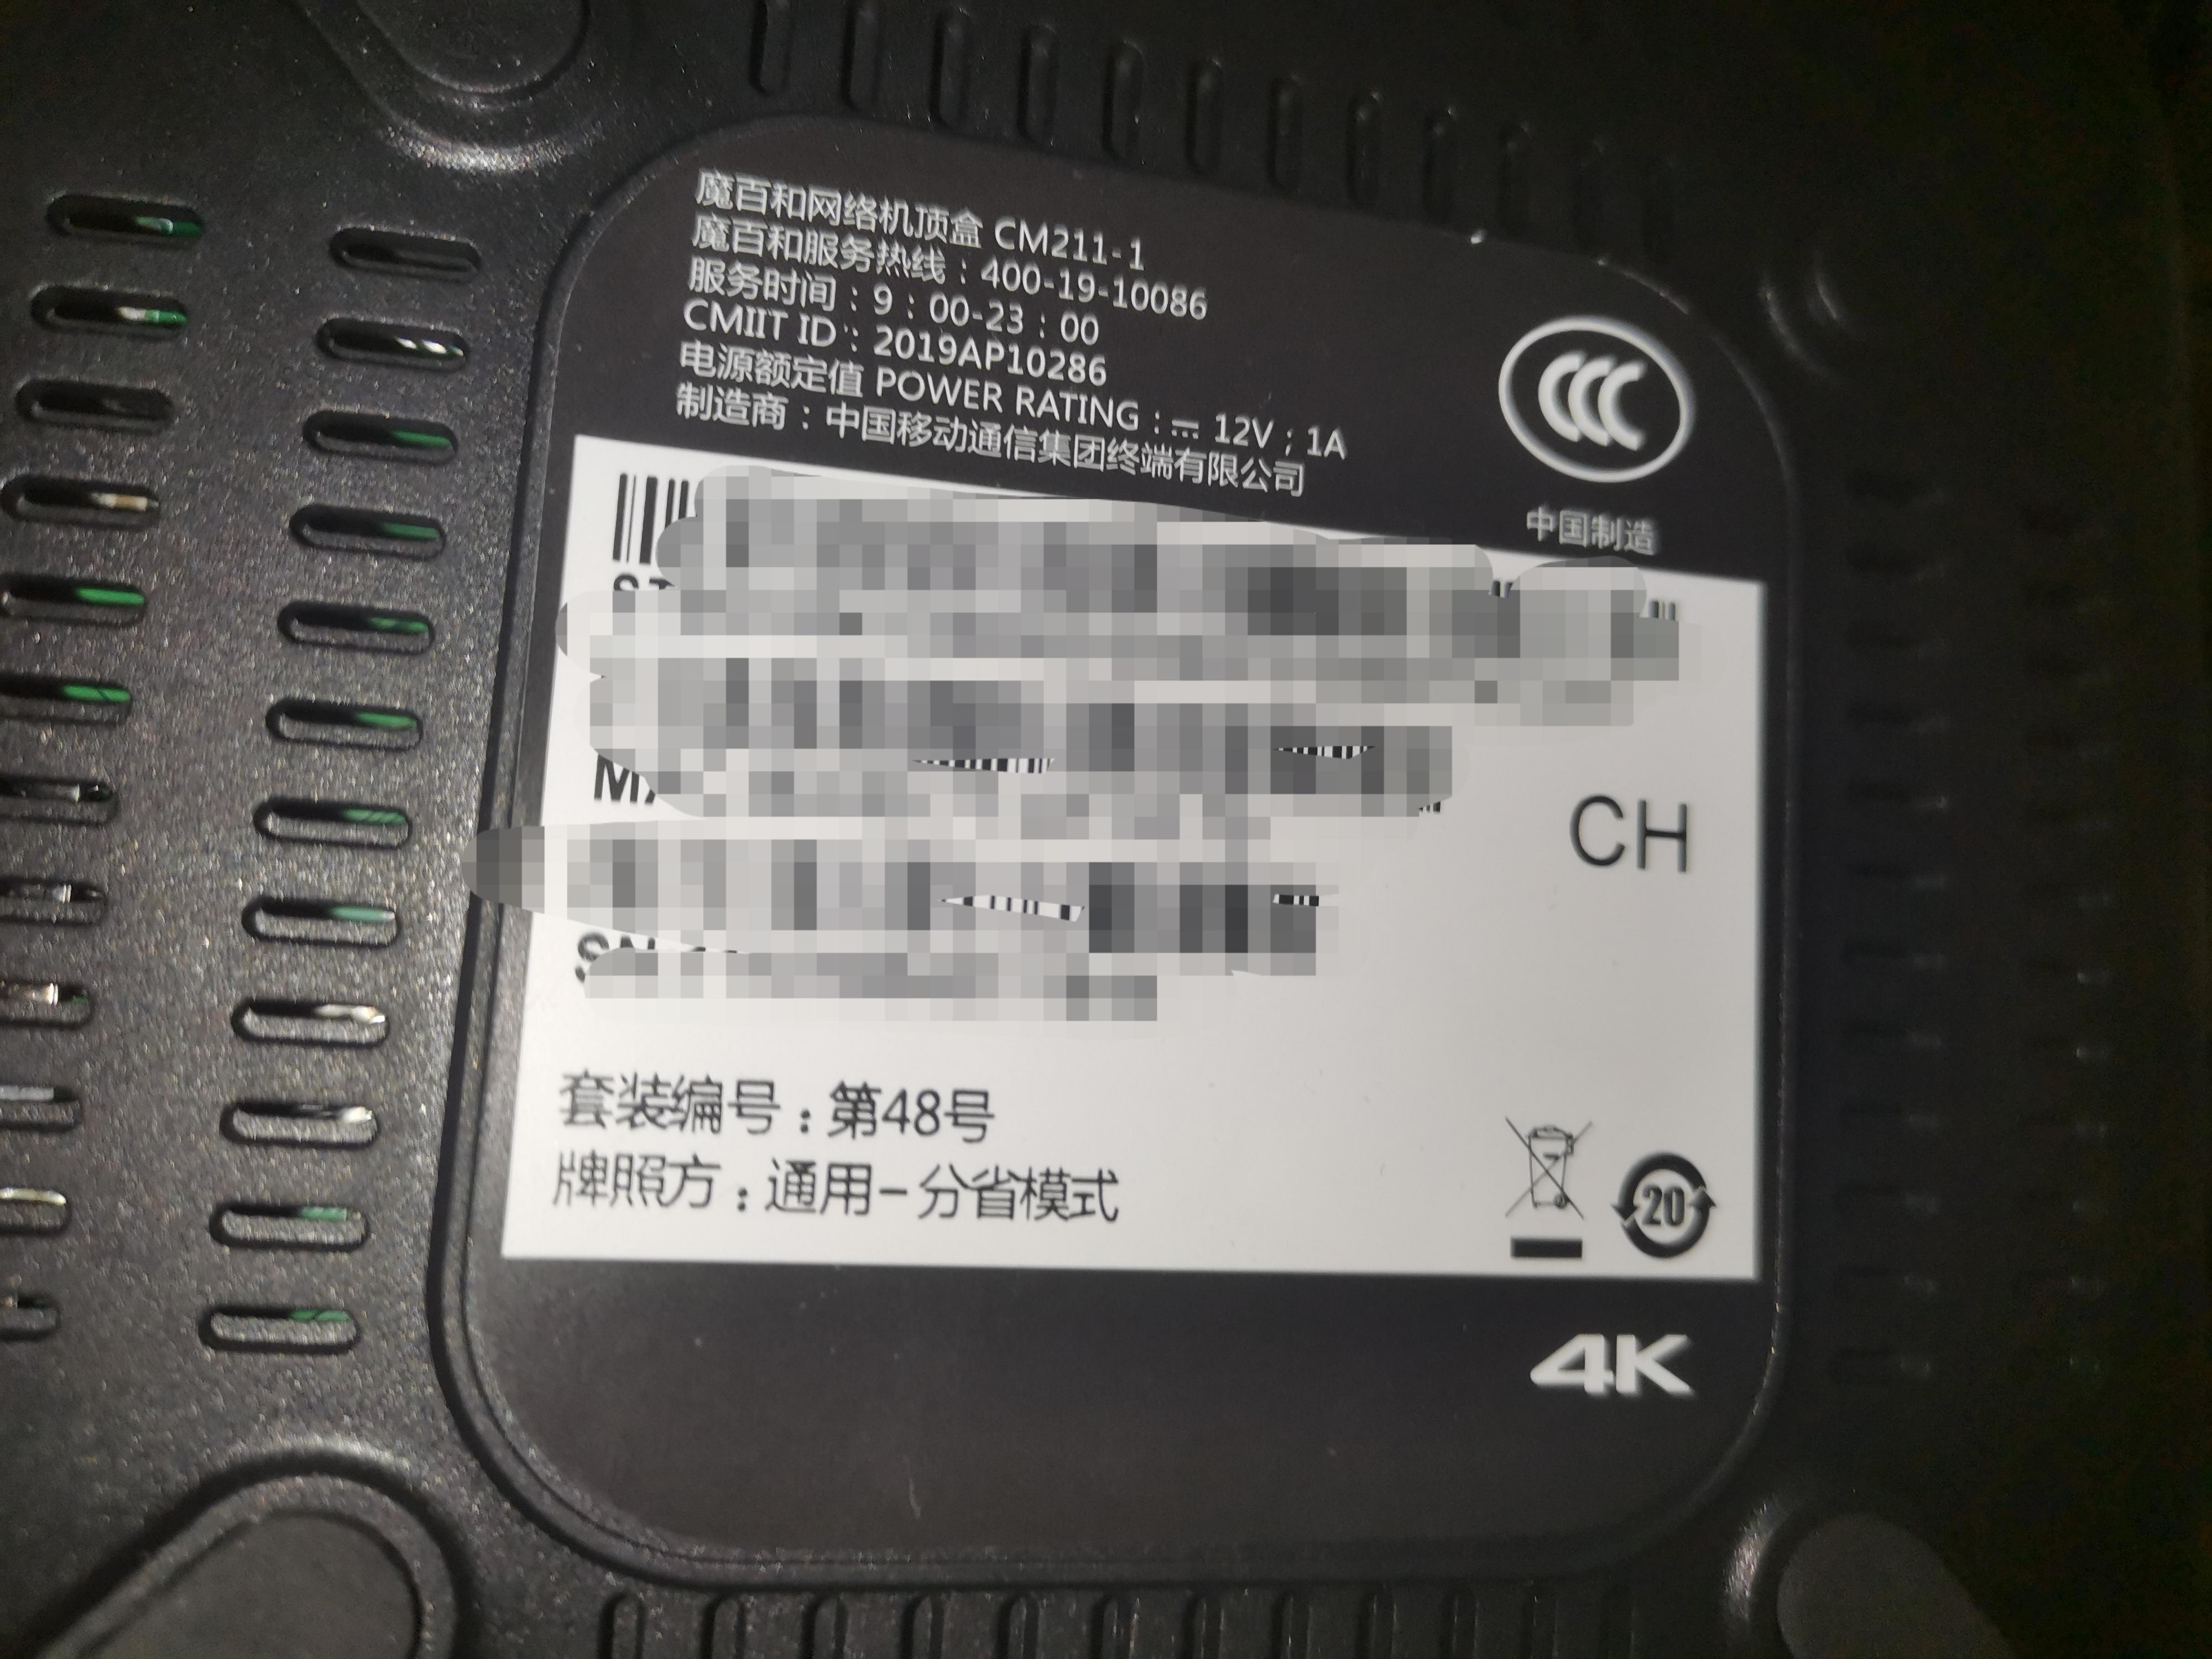 魔百和网络机顶盒 CM211-1
魔百和服务热线：400-19-10086
服务时间：9：00-23：00
CMIIT ID：2019AP10286
电源额定值 POWER RATING：⎓ 12V；1A
制造商：中国移动通信集团终端有限公司
中国制造
CH
套装编号：第48号
牌照方：通用-分省模式
20
4K